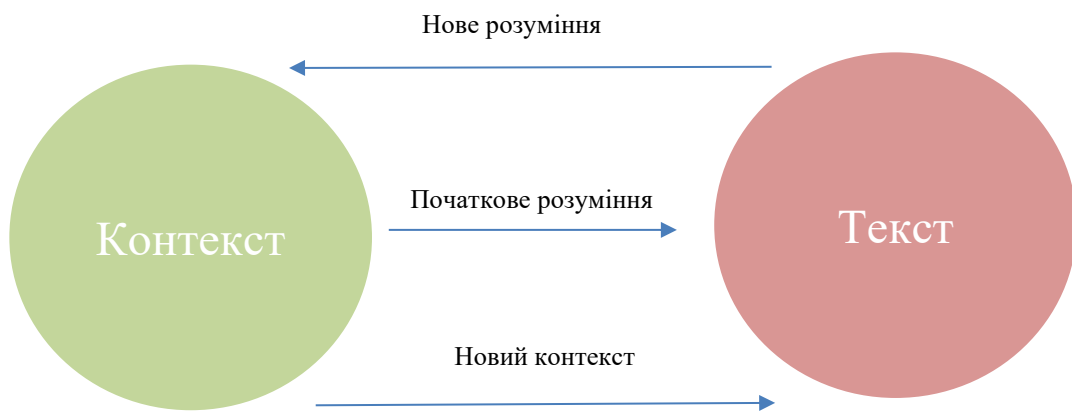 Нове розуміння
Початкове розуміння
Контекст
Текст
Новий контекст